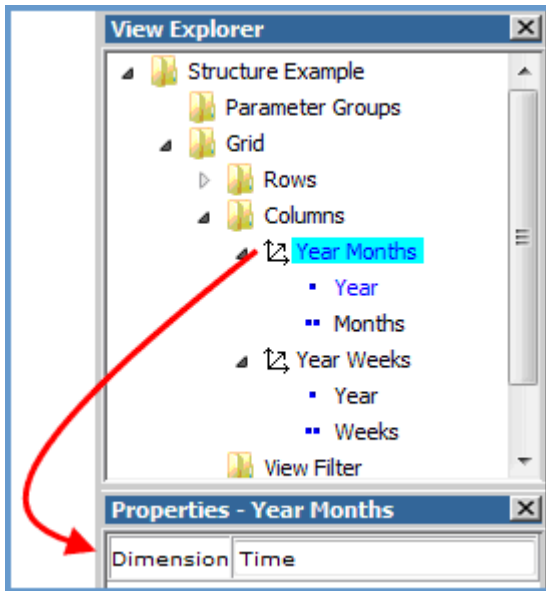 View Explorer
Structure Example
Parameter Groups
Grid
Rows
Columns
Year Months
Year
Months
Year Weeks
Year
Weeks
View Filter
Properties - Year Months
Dimension Time